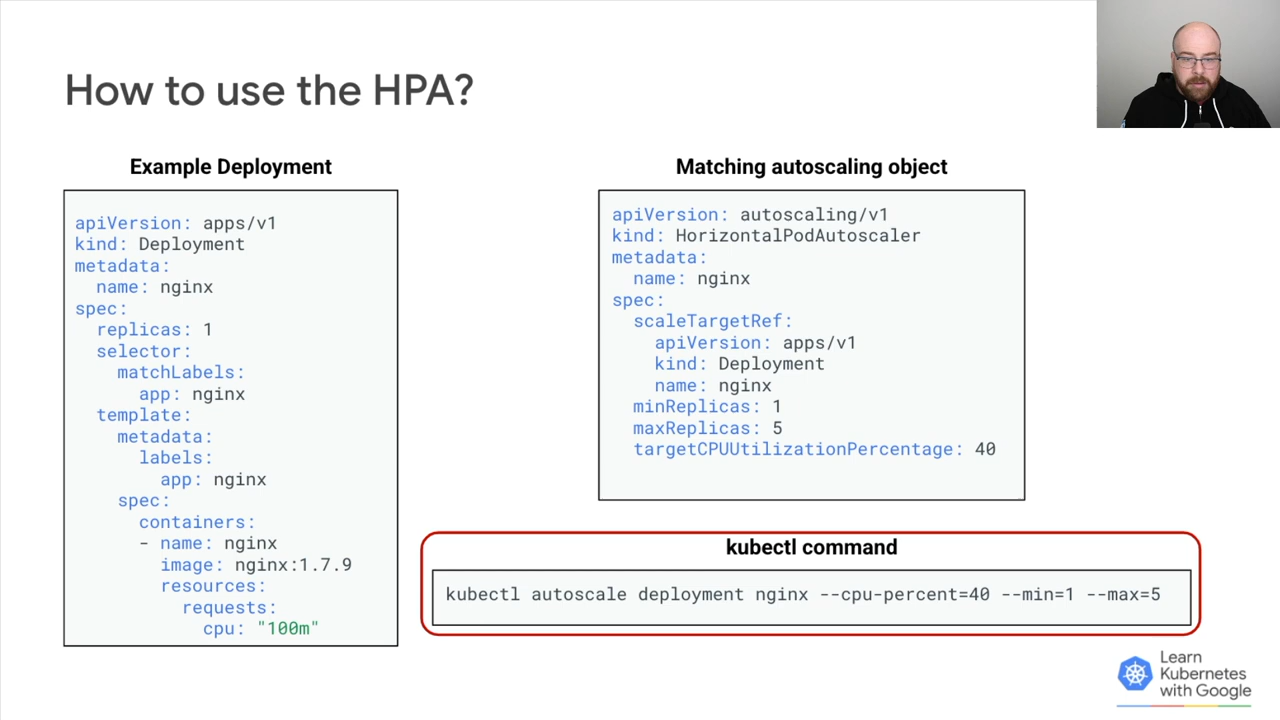 How to use the HPA?
Example Deployment
apiVersion: apps/v1
kind: Deployment
metadata:
  name: nginx
spec:
  replicas: 1
  selector:
    matchLabels:
      app: nginx
  template:
    metadata:
      labels:
        app: nginx
    spec:
      containers:
      - name: nginx
        image: nginx:1.7.9
        resources:
          requests:
            cpu: "100m"
Matching autoscaling object
apiVersion: autoscaling/v1
kind: HorizontalPodAutoscaler
metadata:
  name: nginx
spec:
  scaleTargetRef:
    apiVersion: apps/v1
    kind: Deployment
    name: nginx
  minReplicas: 1
  maxReplicas: 5
  targetCPUUtilizationPercentage: 40
kubectl command
kubectl autoscale deployment nginx --cpu-percent=40 --min=1 --max=5
Learn
Kubernetes
with Google